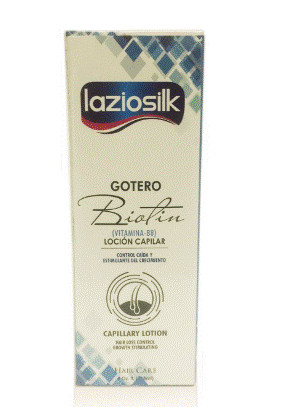 laziosilk
GOTERO
Biotin
(VITAMINA-B8)
LOCIÓN CAPILAR
CONTROL CAÍDA Y
ESTIMULANTE DEL CRECIMIENTO
CAPILLARY LOTION
HAIR LOSS CONTROL
GROWTH STIMULATING
HAIR CARE